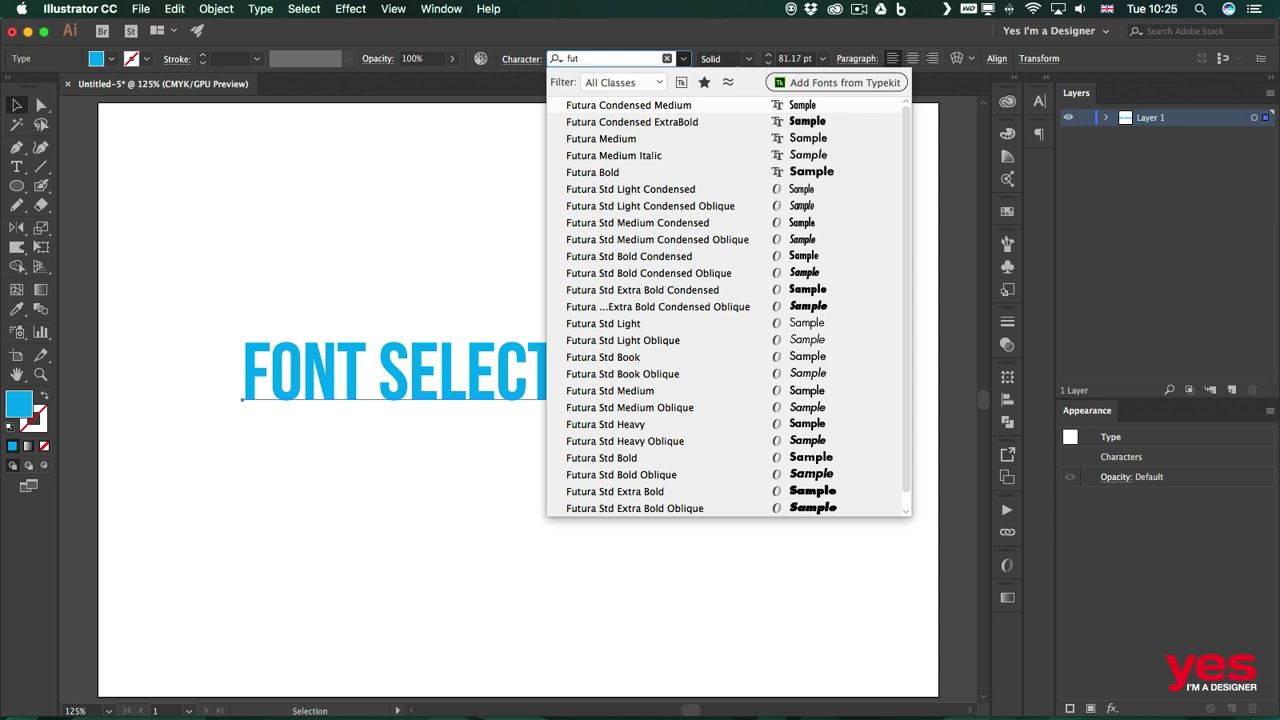 Illustrator CC File Edit Object Type Select Effect View Window Help Tue 10:25
Br St Yes I'm a Designer Search Adobe Stock
Type Stroke: Opacity: 100% Character: fut Solid 81.17 pt Paragraph: Align Transform
Untitled-5* @ 125% (CMYK/GPU Preview)
Filter: All Classes Tk Add Fonts from Typekit
Futura Condensed Medium Sample
Futura Condensed ExtraBold Sample
Futura Medium Sample
Futura Medium Italic Sample
Futura Bold Sample
Futura Std Light Condensed Sample
Futura Std Light Condensed Oblique Sample
Futura Std Medium Condensed Sample
Futura Std Medium Condensed Oblique Sample
Futura Std Bold Condensed Sample
Futura Std Bold Condensed Oblique Sample
Futura Std Extra Bold Condensed Sample
Futura ...Extra Bold Condensed Oblique Sample
Futura Std Light Sample
Futura Std Light Oblique Sample
Futura Std Book Sample
Futura Std Book Oblique Sample
Futura Std Medium Sample
Futura Std Medium Oblique Sample
Futura Std Heavy Sample
Futura Std Heavy Oblique Sample
Futura Std Bold Sample
Futura Std Bold Oblique Sample
Futura Std Extra Bold Sample
Futura Std Extra Bold Oblique Sample
FONT SELECT
Layers
Layer 1
1 Layer
Appearance
Type
Characters
Opacity: Default
yes
I'M A DESIGNER
125% 1 Selection